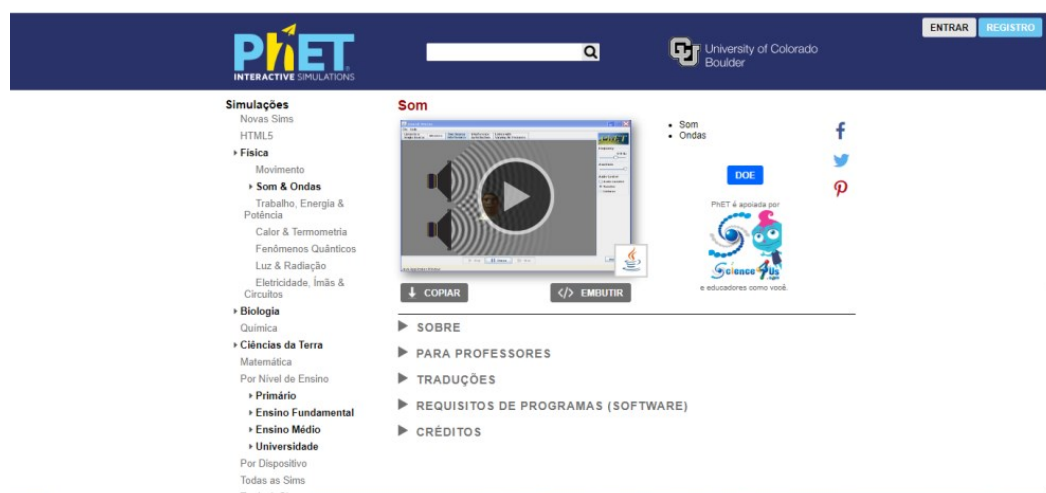 ENTRAR
REGISTRO
PhET
INTERACTIVE SIMULATIONS
University of Colorado
Boulder
Simulações
Novas Sims
HTML5
Física
Movimento
Som & Ondas
Trabalho, Energia &
Potência
Calor & Termometria
Fenômenos Quânticos
Luz & Radiação
Eletricidade, Ímãs &
Circuitos
Biologia
Química
Ciências da Terra
Matemática
Por Nível de Ensino
Primário
Ensino Fundamental
Ensino Médio
Universidade
Por Dispositivo
Todas as Sims
Som
COPIAR
</> EMBUTIR
• Som
• Ondas
DOE
PhET é apoiada por
Science4Us
e educadores como você.
SOBRE
PARA PROFESSORES
TRADUÇÕES
REQUISITOS DE PROGRAMAS (SOFTWARE)
CRÉDITOS